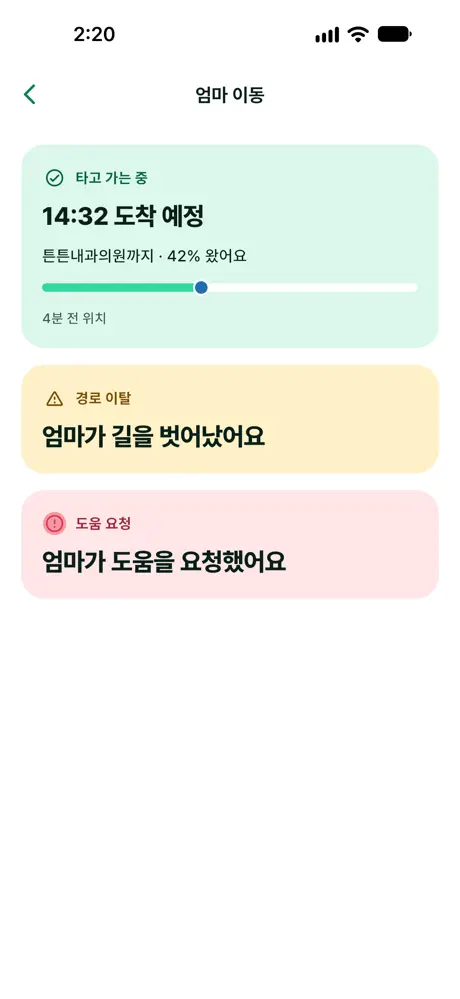 2:20
엄마 이동
타고 가는 중
14:32 도착 예정
튼튼내과의원까지 · 42% 왔어요
4분 전 위치
경로 이탈
엄마가 길을 벗어났어요
도움 요청
엄마가 도움을 요청했어요